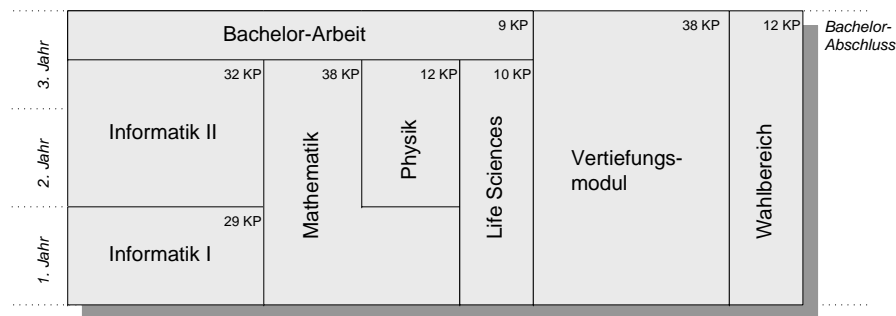 Bachelor-Arbeit
9 KP
38 KP
12 KP
Bachelor-
Abschluss
3. Jahr
32 KP
38 KP
12 KP
10 KP
Informatik II
Mathematik
Physik
Life Sciences
Vertiefungs-
modul
Wahlbereich
2. Jahr
29 KP
Informatik I
1. Jahr